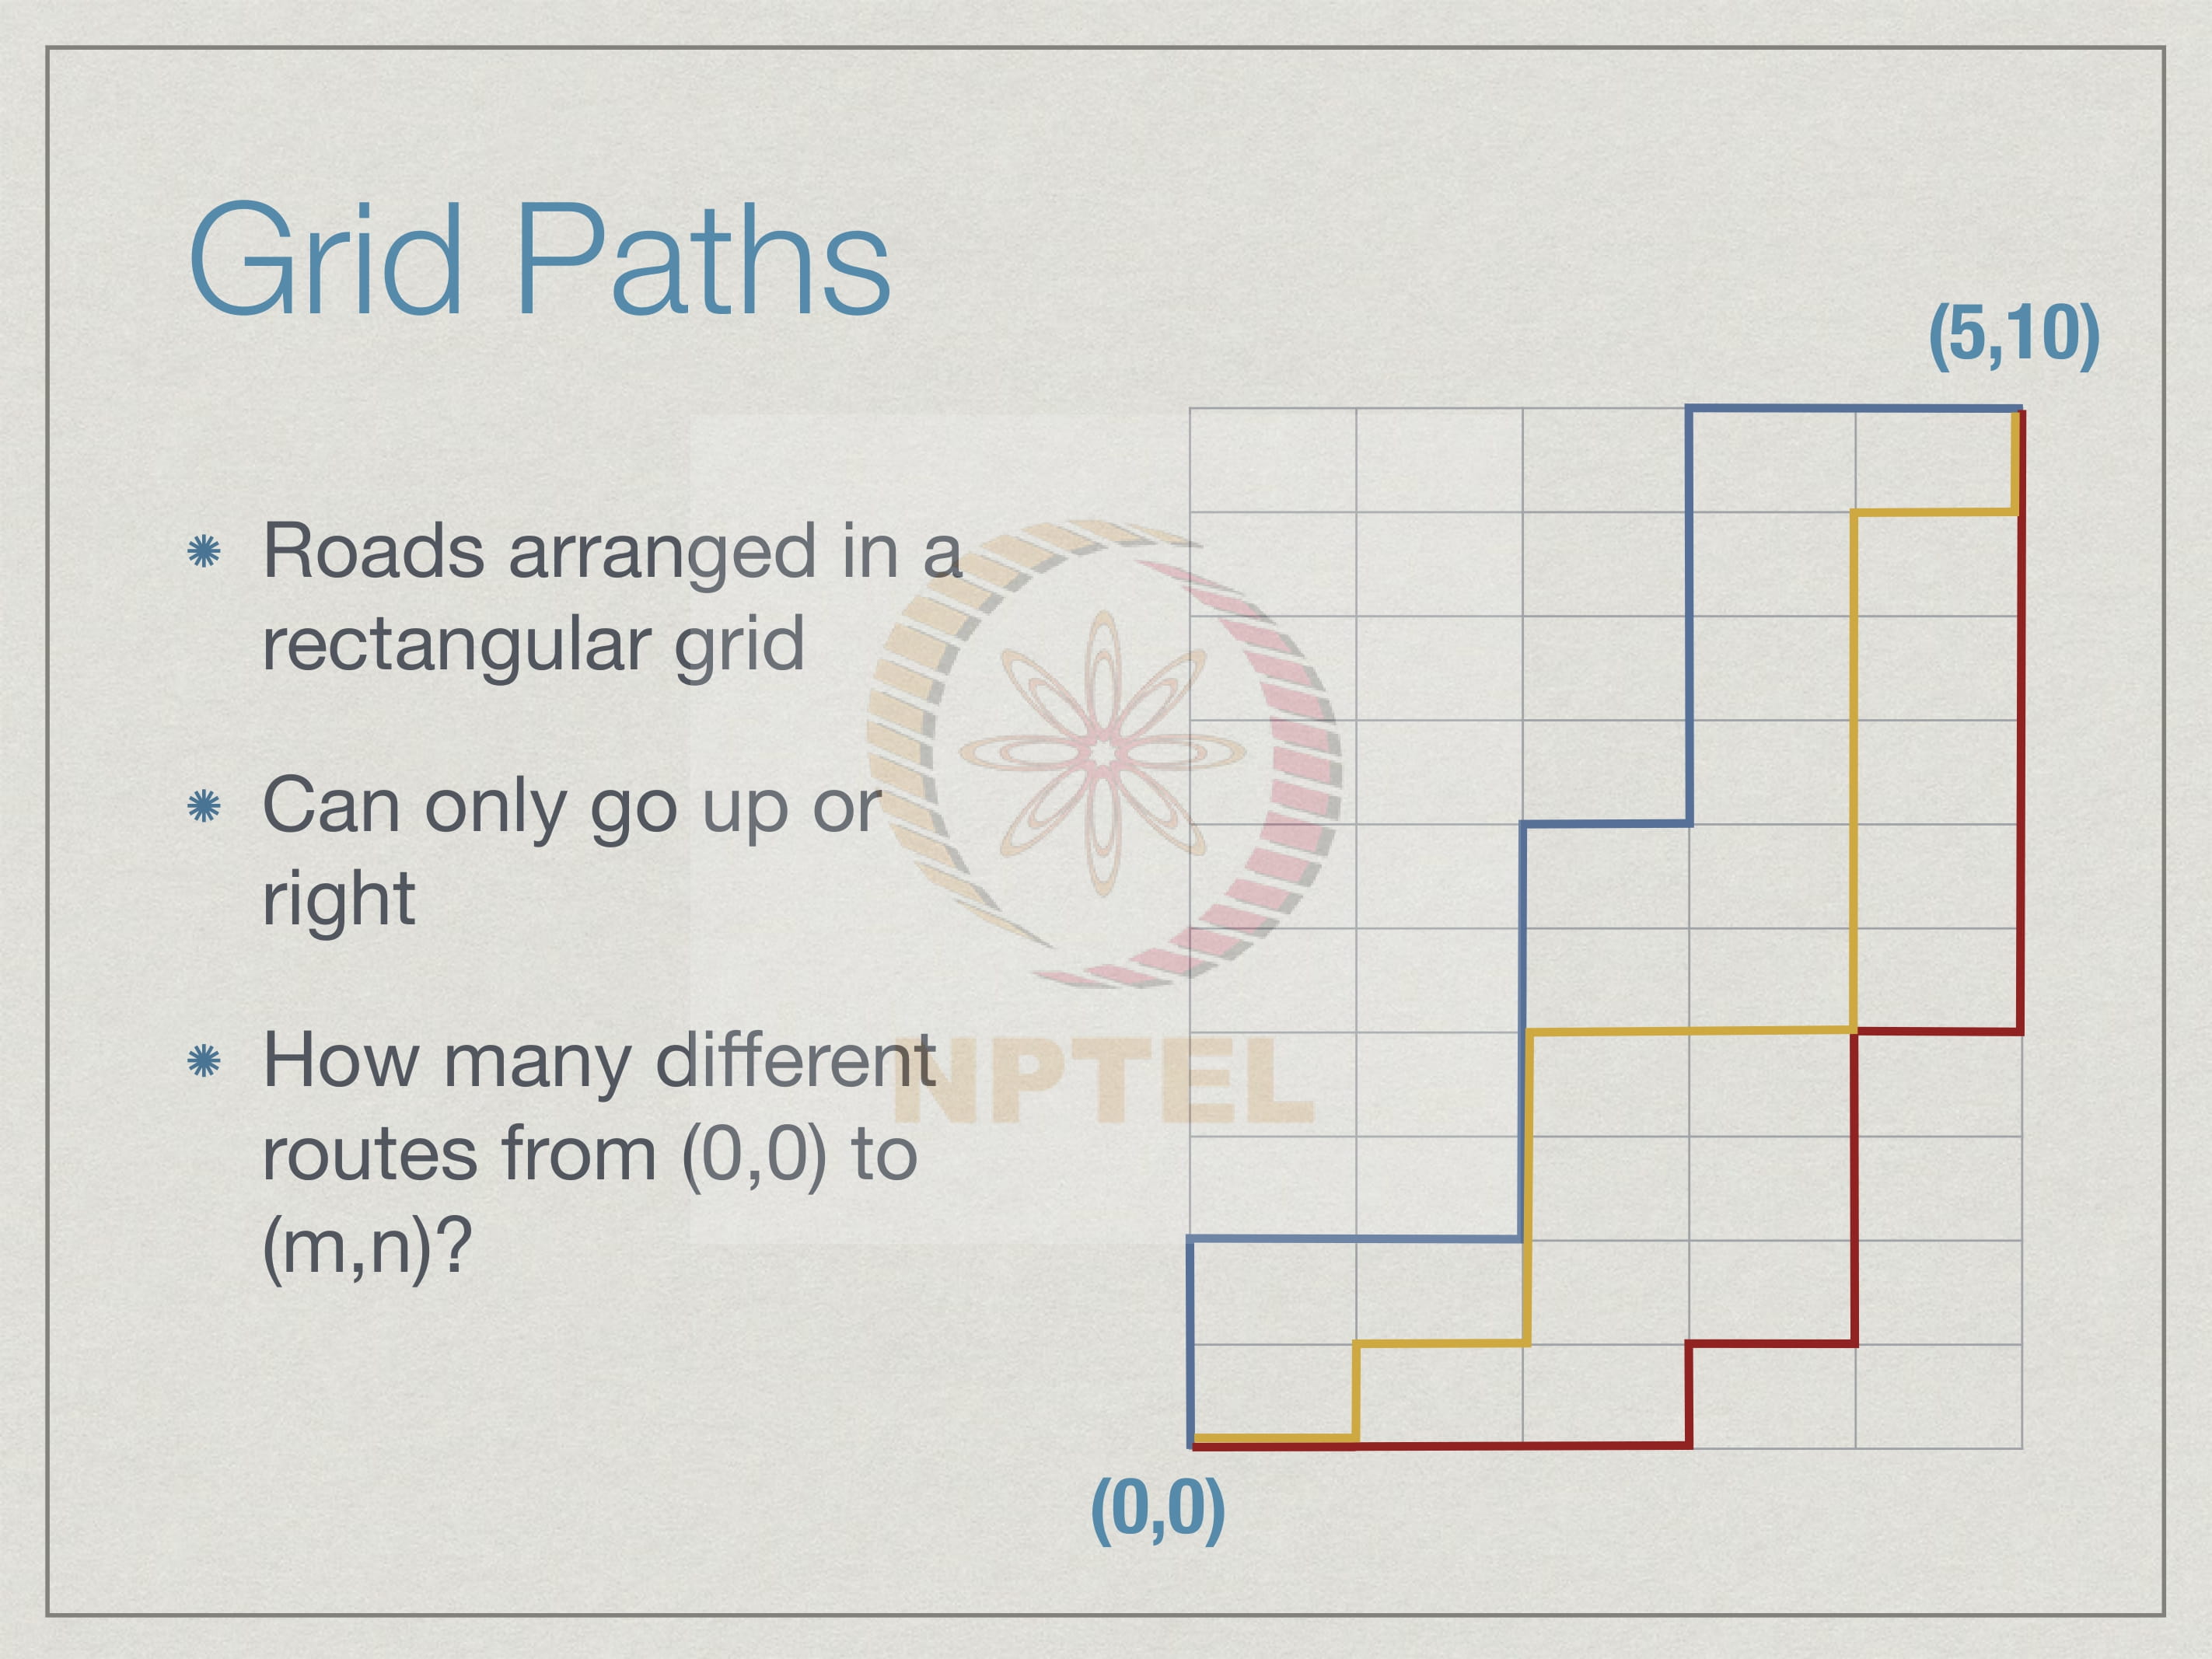 Grid Paths
(5,10)
Roads arranged in a
rectangular grid
Can only go up or
right
How many different
routes from (0,0) to
(m,n)?
NPTEL
(0,0)